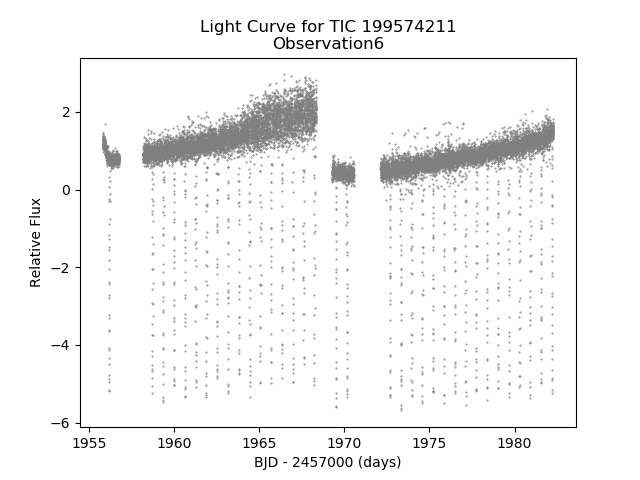 Light Curve for TIC 199574211
Observation6
Relative Flux
2
0
−2
−4
−6
1955 1960 1965 1970 1975 1980
BJD - 2457000 (days)